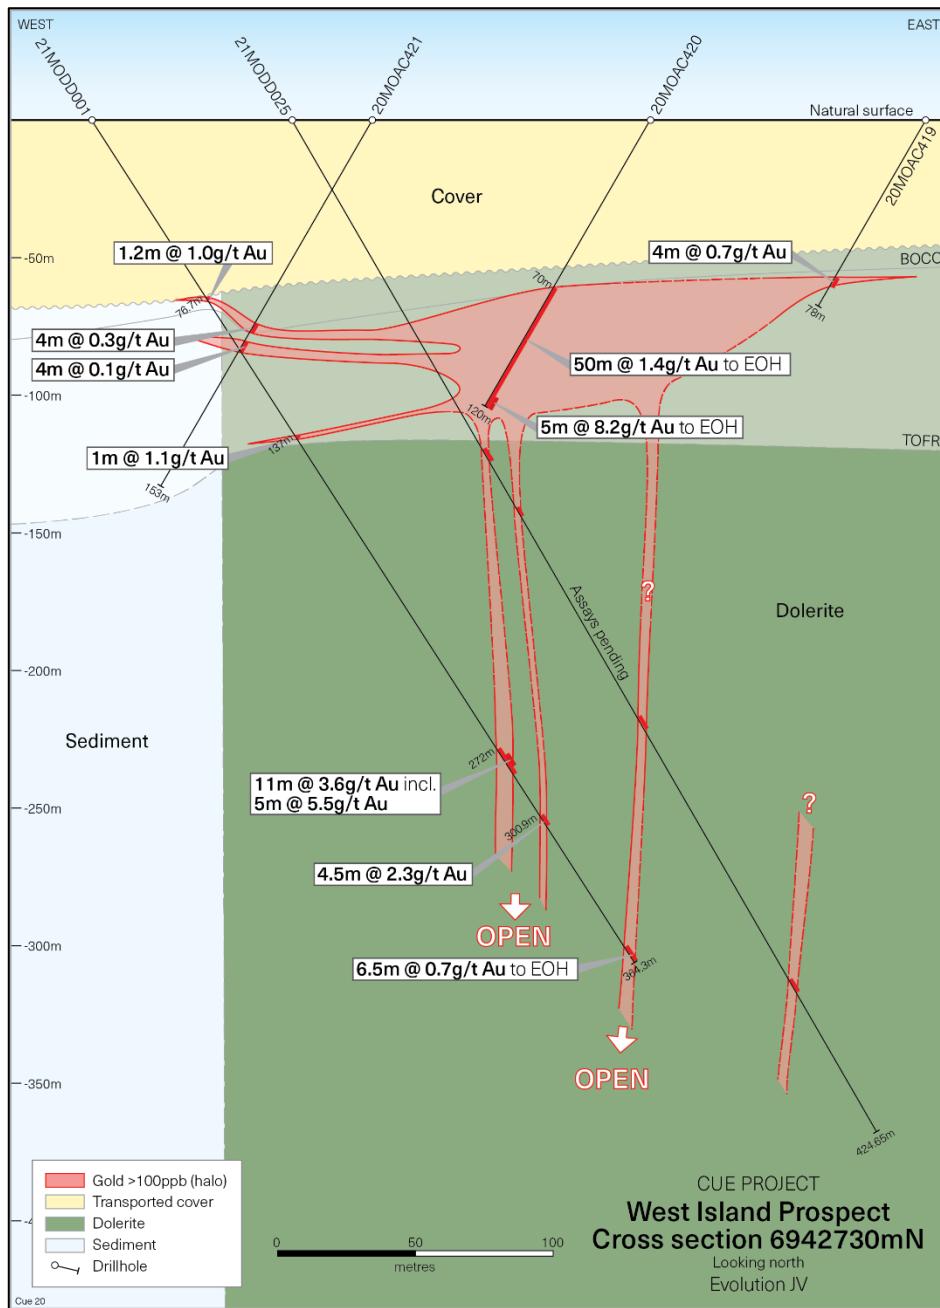 WEST
EAST
21MODD001
21MODD025
20MOAC421
20MOAC420
Natural surface
20MOAC419
Cover
1.2m @ 1.0g/t Au
4m @ 0.7g/t Au
-50m
BOCO
70m
76.7m
78m
4m @ 0.3g/t Au
50m @ 1.4g/t Au to EOH
4m @ 0.1g/t Au
-100m
120m
5m @ 8.2g/t Au to EOH
137m
TOFR
1m @ 1.1g/t Au
153m
-150m
?
Assays pending
Dolerite
-200m
Sediment
272m
11m @ 3.6g/t Au incl.
5m @ 5.5g/t Au
-250m
?
300.9m
4.5m @ 2.3g/t Au
OPEN
-300m
6.5m @ 0.7g/t Au to EOH
364.3m
OPEN
-350m
424.65m
Gold >100ppb (halo)
Transported cover
Dolerite
Sediment
Drillhole
0 50 100
metres
CUE PROJECT
West Island Prospect
Cross section 6942730mN
Looking north
Evolution JV
Cue 20